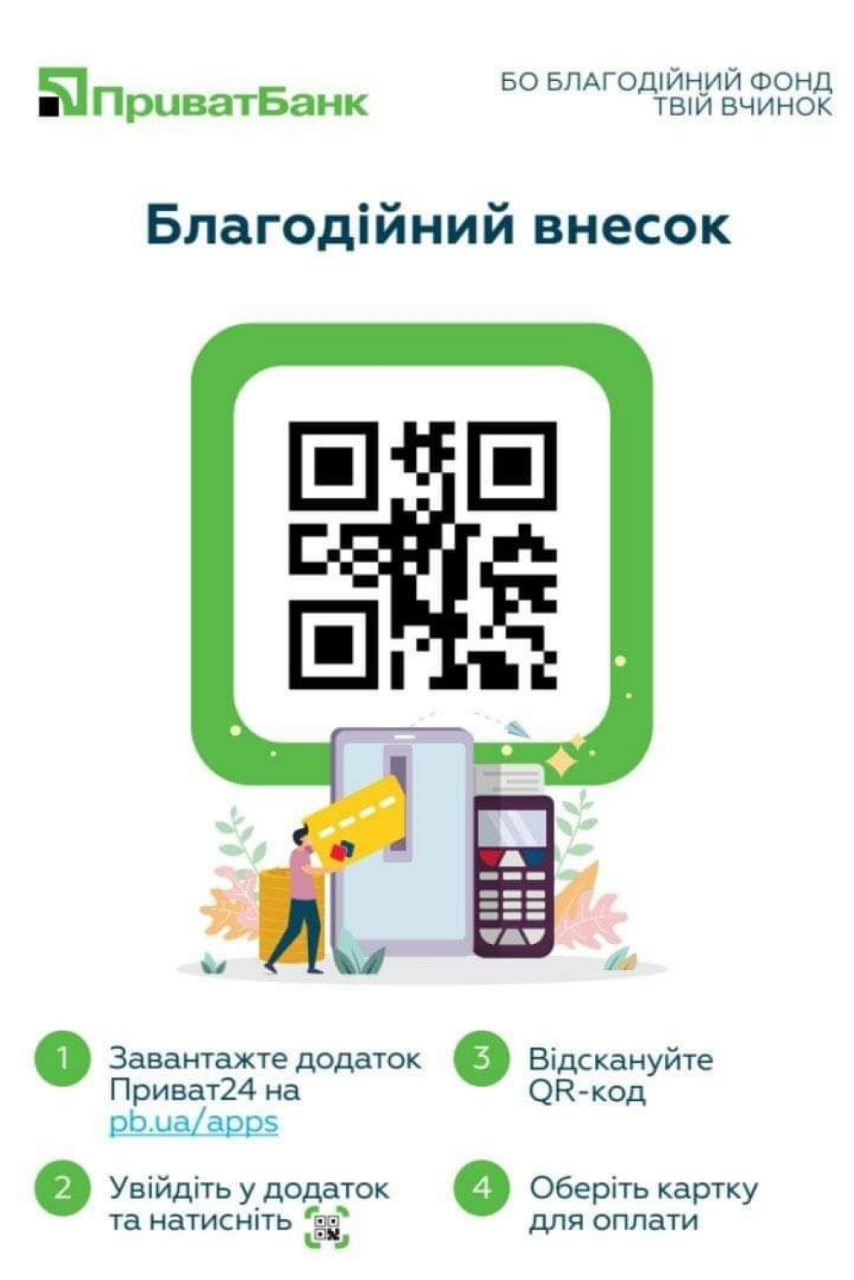 ПриватБанк
БО БЛАГОДІЙНИЙ ФОНД
ТВІЙ ВЧИНОК
Благодійний внесок
1
Завантажте додаток
Приват24 на
pb.ua/apps
2
Увійдіть у додаток
та натисніть
3
Відскануйте
QR-код
4
Оберіть картку
для оплати